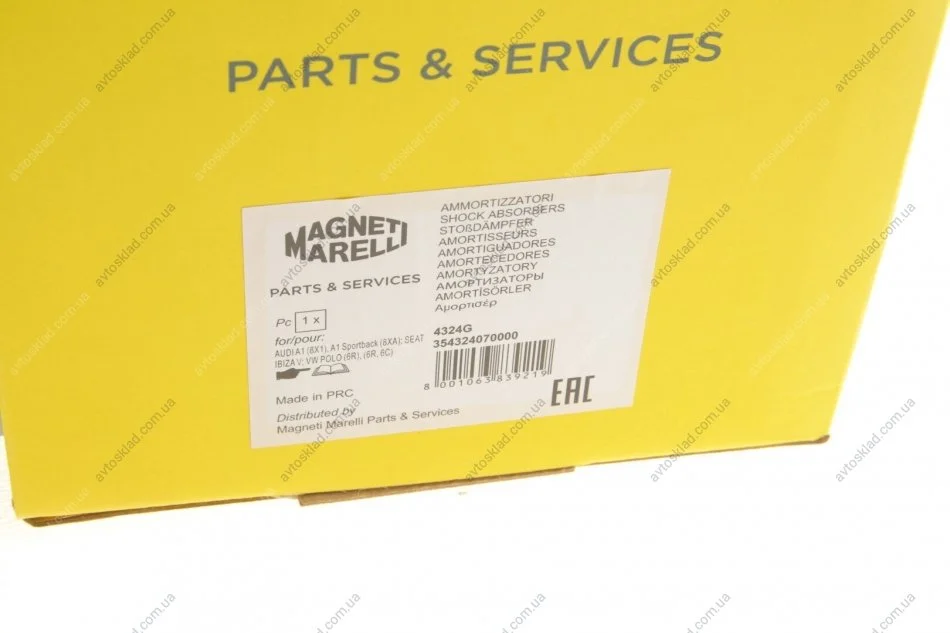 PARTS & SERVICES
MAGNETI
MARELLI
PARTS & SERVICES
AMMORTIZZATORI
SHOCK ABSORBERS
STOßDÄMPFER
AMORTISSEURS
AMORTIGUADORES
AMORTECEDORES
AMORTYZATORY
АМОРТИЗАТОРЫ
AMORTİSÖRLER
Αμορτισέρ
Pc 1 x
for/pour:
AUDI A1 (8X1), A1 Sportback (8XA); SEAT
IBIZA V; VW POLO (6R), (6R, 6C)
4324G
354324070000
8 001063 839219
EAC
Made in PRC
Distributed by
Magneti Marelli Parts & Services
avtosklad.com.ua